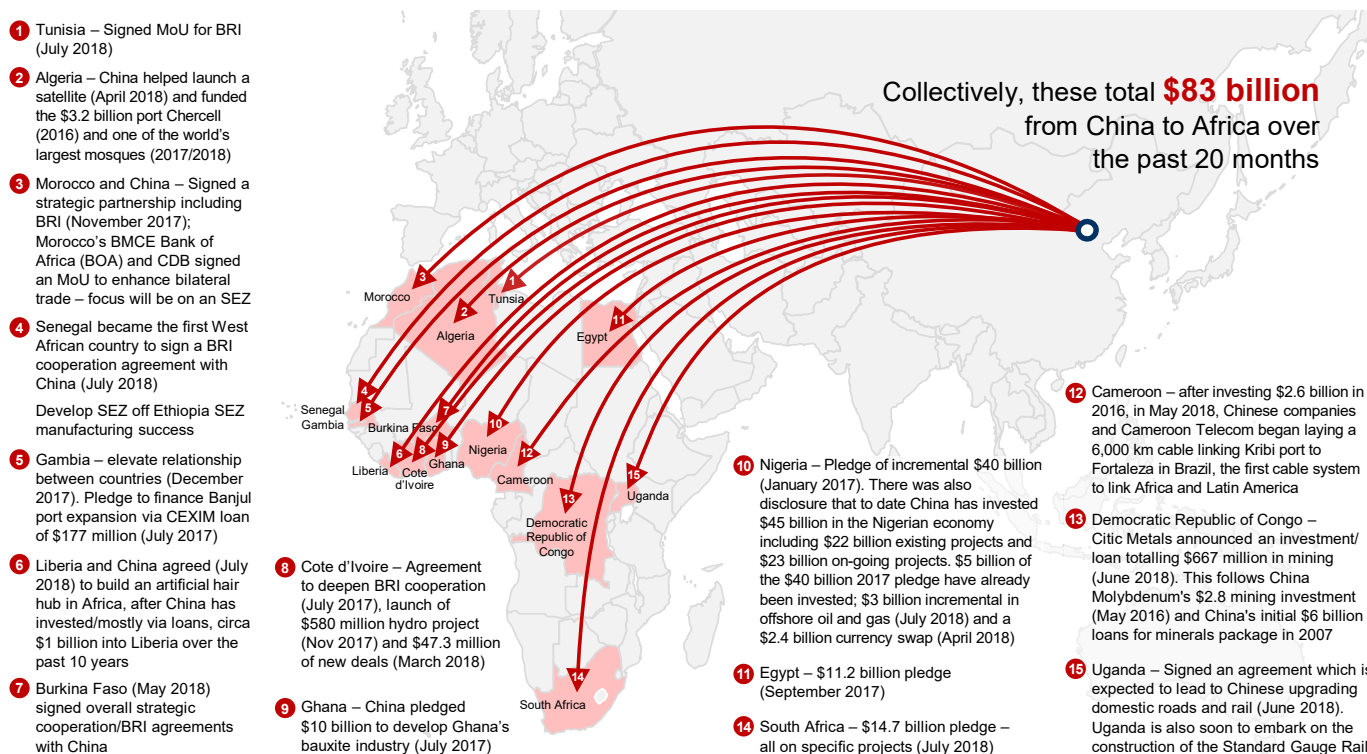 1 Tunisia – Signed MoU for BRI
(July 2018)
2 Algeria – China helped launch a
satellite (April 2018) and funded
the $3.2 billion port Chercell
(2016) and one of the world's
largest mosques (2017/2018)
3 Morocco and China – Signed a
strategic partnership including
BRI (November 2017);
Morocco's BMCE Bank of
Africa (BOA) and CDB signed
an MoU to enhance bilateral
trade – focus will be on an SEZ
4 Senegal became the first West
African country to sign a BRI
cooperation agreement with
China (July 2018)
Develop SEZ off Ethiopia SEZ
manufacturing success
5 Gambia – elevate relationship
between countries (December
2017). Pledge to finance Banjul
port expansion via CEXIM loan
of $177 million (July 2017)
6 Liberia and China agreed (July
2018) to build an artificial hair
hub in Africa, after China has
invested/mostly via loans, circa
$1 billion into Liberia over the
past 10 years
7 Burkina Faso (May 2018)
signed overall strategic
cooperation/BRI agreements
with China
8 Cote d'Ivoire – Agreement
to deepen BRI cooperation
(July 2017), launch of
$580 million hydro project
(Nov 2017) and $47.3 million
of new deals (March 2018)
9 Ghana – China pledged
$10 billion to develop Ghana's
bauxite industry (July 2017)
Collectively, these total $83 billion
from China to Africa over
the past 20 months
3
Morocco
1
Tunsia
2
Algeria
11
Egypt
4
5
Senegal
Gambia
7
Burkina Faso
6
8
9
Liberia
Cote
d'Ivoire
Ghana
10
Nigeria
12
Cameroon
13
Democratic
Republic of
Congo
15
Uganda
14
South Africa
10 Nigeria – Pledge of incremental $40 billion
(January 2017). There was also
disclosure that to date China has invested
$45 billion in the Nigerian economy
including $22 billion existing projects and
$23 billion on-going projects. $5 billion of
the $40 billion 2017 pledge have already
been invested; $3 billion incremental in
offshore oil and gas (July 2018) and a
$2.4 billion currency swap (April 2018)
11 Egypt – $11.2 billion pledge
(September 2017)
14 South Africa – $14.7 billion pledge –
all on specific projects (July 2018)
12 Cameroon – after investing $2.6 billion in
2016, in May 2018, Chinese companies
and Cameroon Telecom began laying a
6,000 km cable linking Kribi port to
Fortaleza in Brazil, the first cable system
to link Africa and Latin America
13 Democratic Republic of Congo –
Citic Metals announced an investment/
loan totalling $667 million in mining
(June 2018). This follows China
Molybdenum's $2.8 mining investment
(May 2016) and China's initial $6 billion
loans for minerals package in 2007
15 Uganda – Signed an agreement which is
expected to lead to Chinese upgrading
domestic roads and rail (June 2018).
Uganda is also soon to embark on the
construction of the Standard Gauge Rail